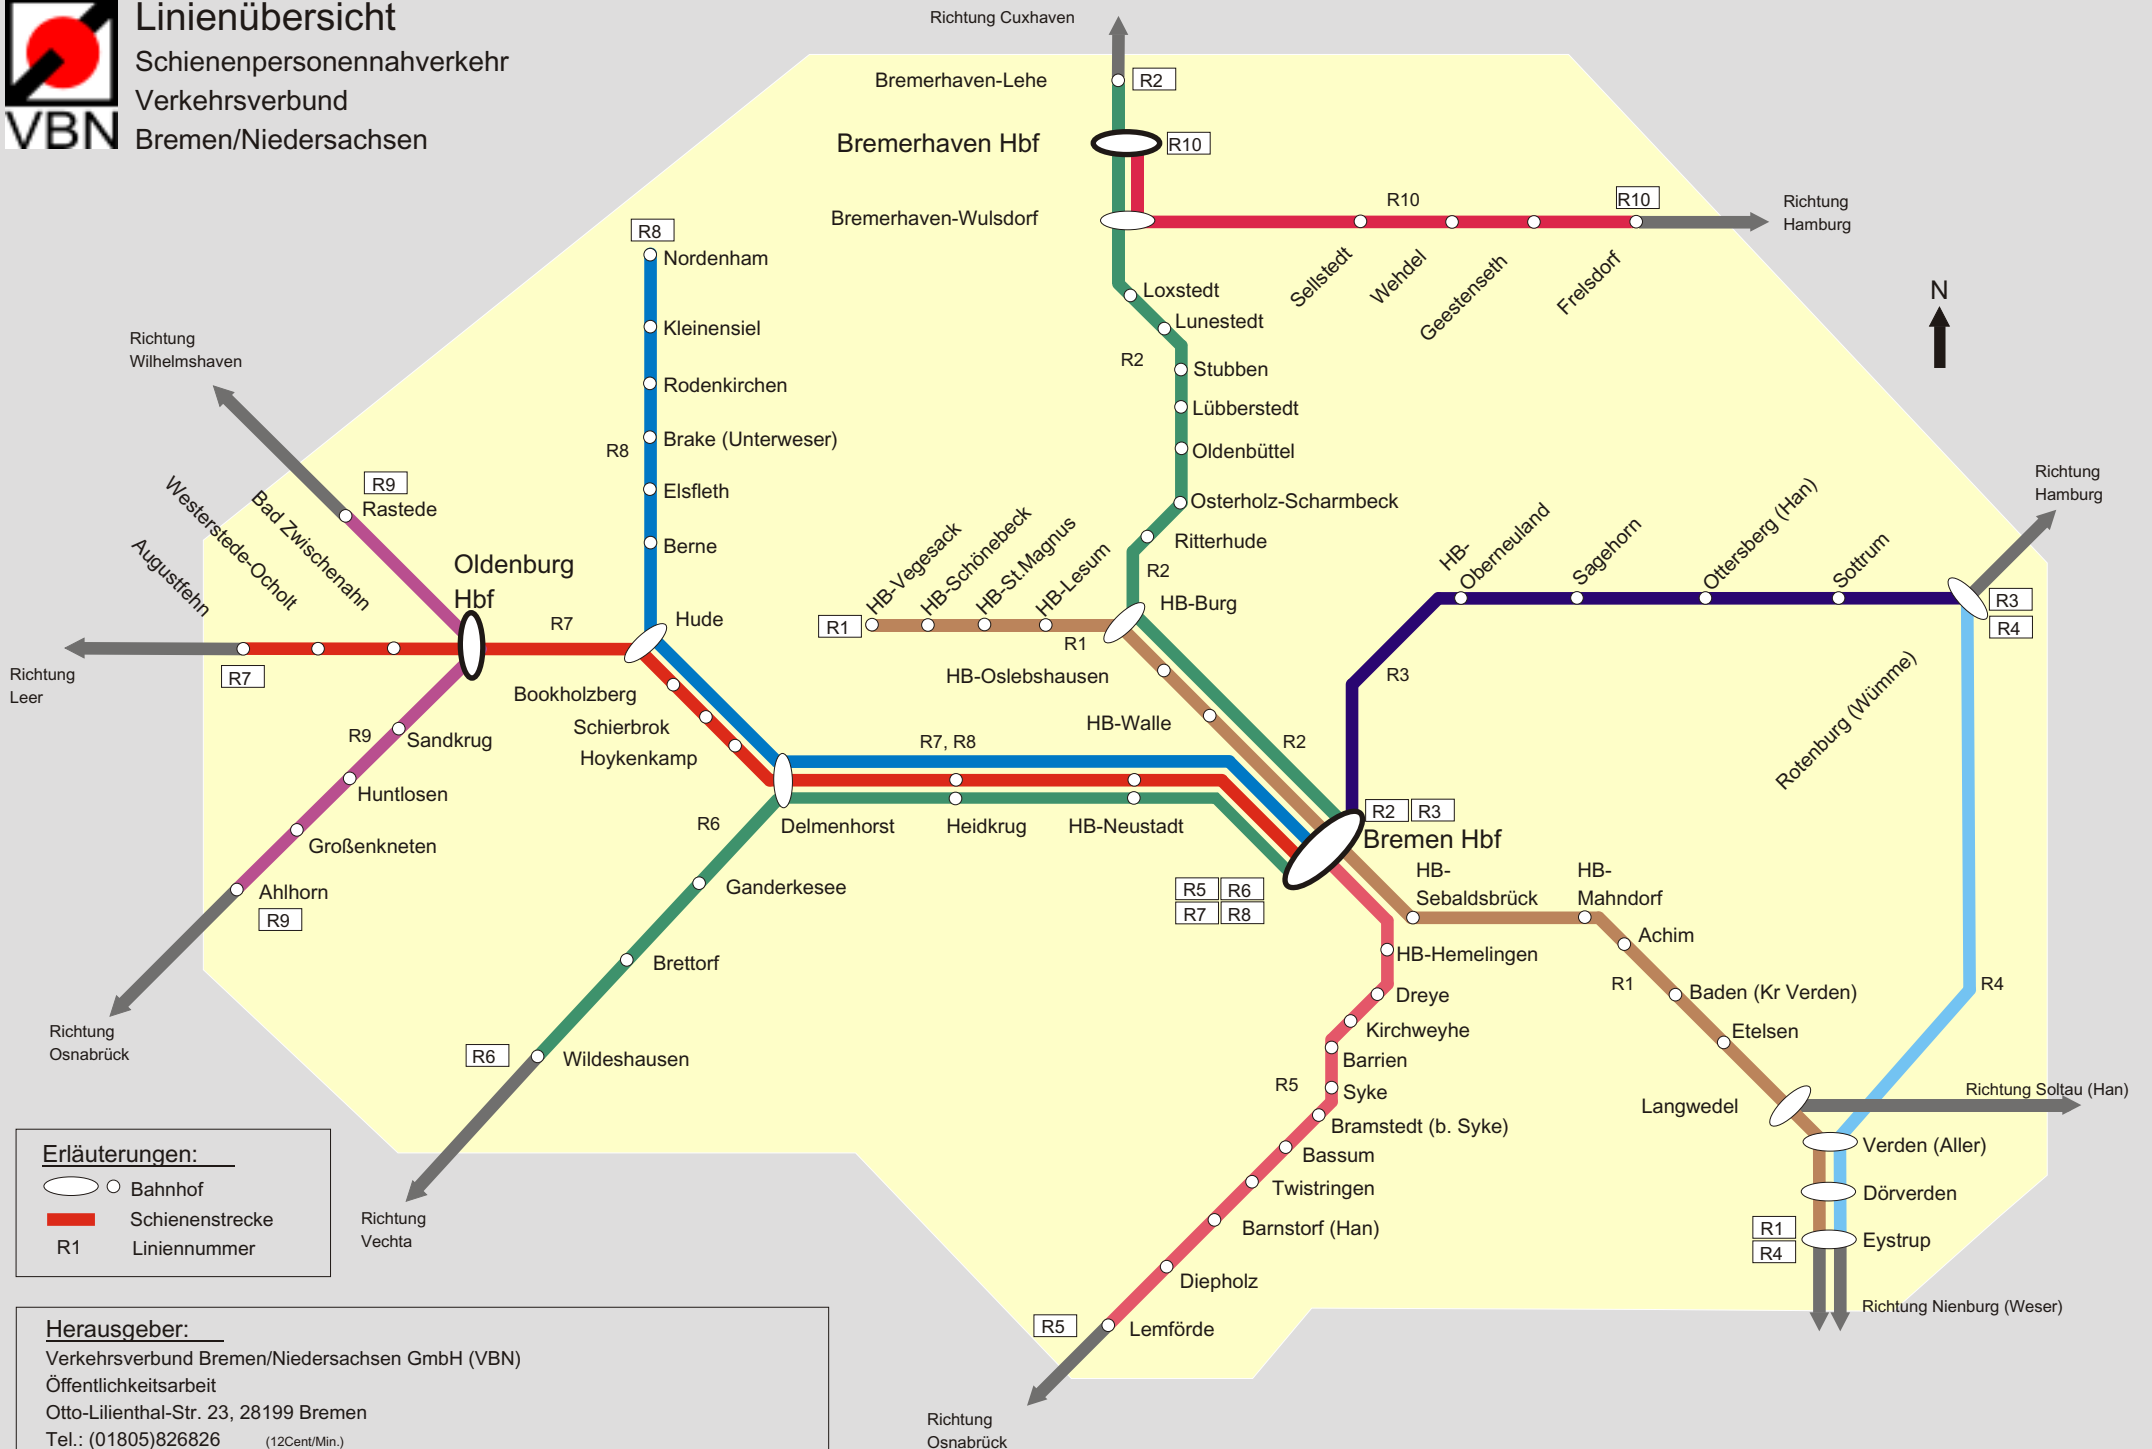 VBN
Linienübersicht
Schienenpersonennahverkehr
Verkehrsverbund
Bremen/Niedersachsen
Richtung Cuxhaven
Bremerhaven-Lehe
R2
Bremerhaven Hbf
R10
Bremerhaven-Wulsdorf
R10
R10
Richtung
Hamburg
Sellstedt
Wehdel
Geestenseth
Frelsdorf
N
R8
Nordenham
Kleinensiel
Rodenkirchen
R8
Brake (Unterweser)
Elsfleth
Berne
Hude
Loxstedt
Lunestedt
R2
Stubben
Lübberstedt
Oldenbüttel
Osterholz-Scharmbeck
Ritterhude
R2
HB-Burg
Richtung
Wilhelmshaven
R9
Rastede
Augustfehn
Westerstede-Ocholt
Bad Zwischenahn
Oldenburg
Hbf
R7
R7
Richtung
Leer
R1
HB-Vegesack
HB-Schönebeck
HB-St.Magnus
HB-Lesum
R1
HB-Oslebshausen
HB-Walle
R2
HB-
Oberneuland
Sagehorn
Ottersberg (Han)
Sottrum
Richtung
Hamburg
R3
R4
R3
Rotenburg (Wümme)
Bookholzberg
Schierbrok
Hoykenkamp
R7, R8
R9
Sandkrug
Huntlosen
Großenkneten
Ahlhorn
R9
Richtung
Osnabrück
R6
Delmenhorst
Heidkrug
HB-Neustadt
R2
R3
Bremen Hbf
R5
R6
R7
R8
Ganderkesee
Brettorf
R6
Wildeshausen
Richtung
Vechta
HB-
Sebaldsbrück
HB-
Mahndorf
Achim
R1
Baden (Kr Verden)
Etelsen
Langwedel
R4
Richtung Soltau (Han)
Verden (Aller)
Dörverden
R1
R4
Eystrup
Richtung Nienburg (Weser)
HB-Hemelingen
Dreye
Kirchweyhe
Barrien
R5
Syke
Bramstedt (b. Syke)
Bassum
Twistringen
Barnstorf (Han)
Diepholz
R5
Lemförde
Richtung
Osnabrück
Erläuterungen:
Bahnhof
Schienenstrecke
R1 Liniennummer
Herausgeber:
Verkehrsverbund Bremen/Niedersachsen GmbH (VBN)
Öffentlichkeitsarbeit
Otto-Lilienthal-Str. 23, 28199 Bremen
Tel.: (01805)826826 (12Cent/Min.)